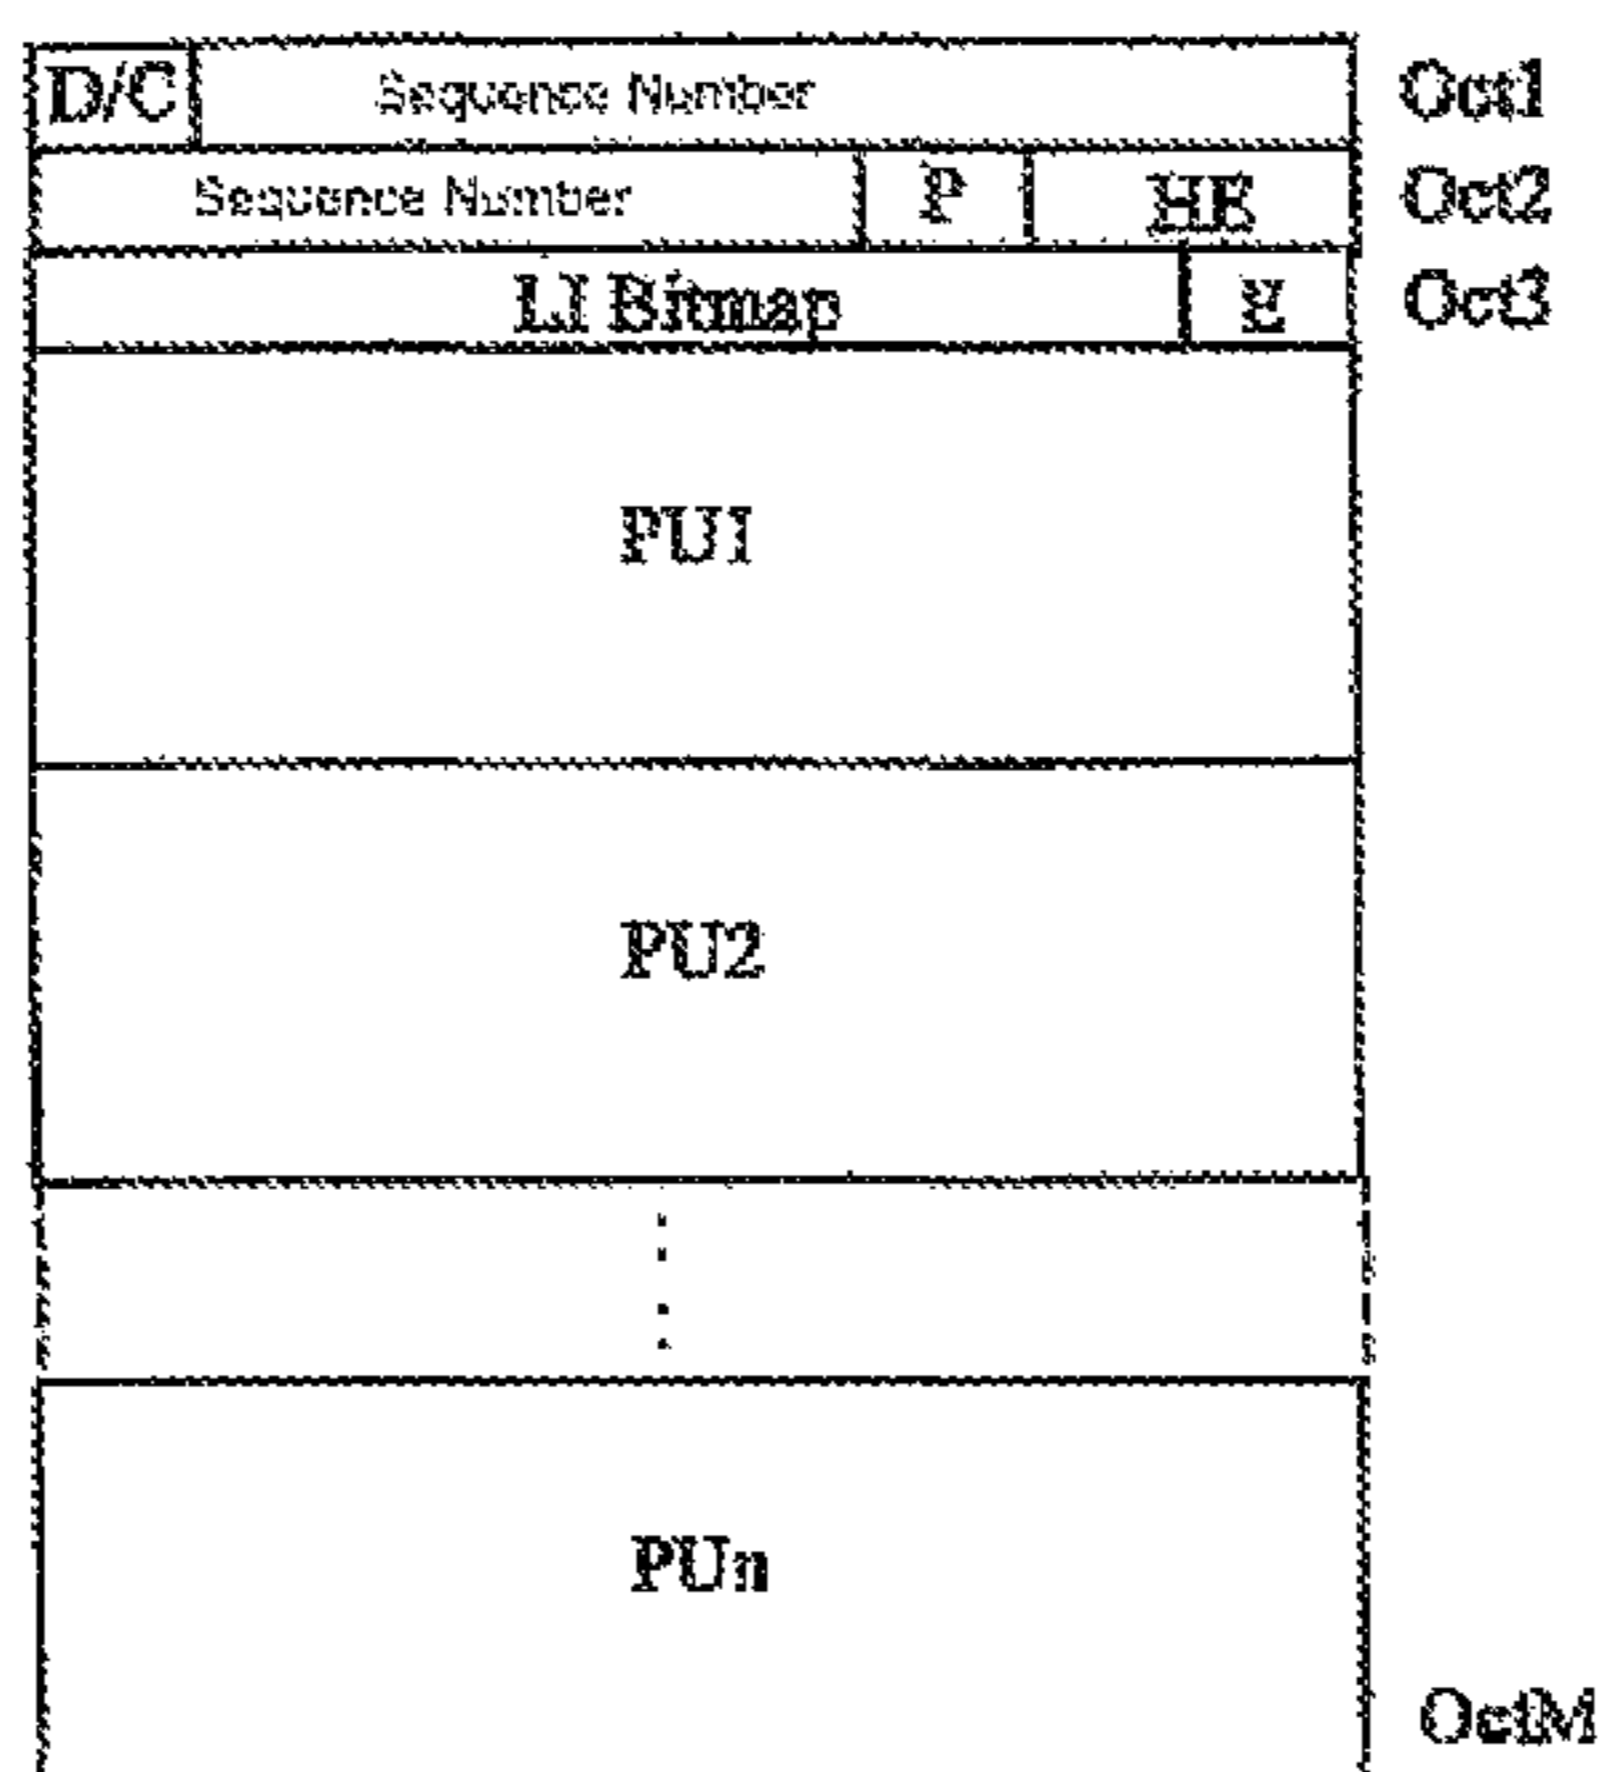 D/C Sequence Number Oct1
Sequence Number P HE Oct2
LI Bitmap E Oct3
PU1
PU2
PUn
OctM